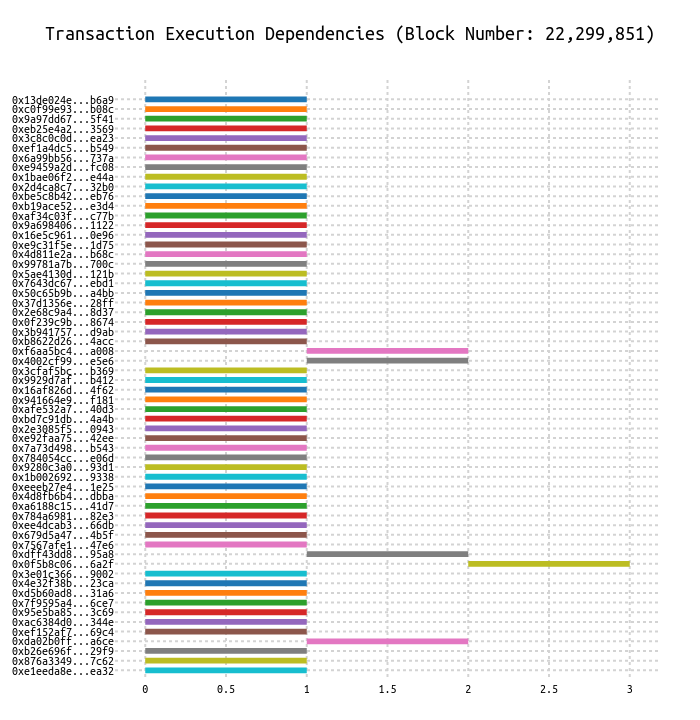 Transaction Execution Dependencies (Block Number: 22,299,851)
0x13de024e...b6a9
0xc0f99e93...b08c
0x9a97dd67...5f41
0xeb25e4a2...3569
0x3c8c0c0d...ea23
0xef1a4dc5...b549
0x6a99bb56...737a
0xe9459a2d...fc08
0x1bae06f2...e44a
0x2d4ca8c7...32b0
0xbe5c8b42...eb76
0xb19ace52...e3d4
0xaf34c03f...c77b
0x9a698406...1122
0x16e5c961...0e96
0xe9c31f5e...1d75
0x4d811e2a...b68c
0x99781a7b...700c
0x5ae4130d...121b
0x7643dc67...ebd1
0x50c65b9b...a4bb
0x37d1356e...28ff
0x2e68c9a4...8d37
0x0f239c9b...8674
0x3b941757...d9ab
0xb8622d26...4acc
0xf6aa5bc4...a008
0x4002cf99...e5e6
0x3cfaf5bc...b369
0x9929d7af...b412
0x16af826d...4f62
0x941664e9...f181
0xafe532a7...40d3
0xbd7c91db...4a4b
0x2e3085f5...0943
0xe92faa75...42ee
0x7a73d498...b543
0x784054cc...e06d
0x9280c3a0...93d1
0x1b002692...9338
0xeeeb27e4...1e25
0x4d8fb6b4...dbba
0xa6188c15...41d7
0x784a6981...82e3
0xee4dcab3...66db
0x679d5a47...4b5f
0x7567afe1...47e6
0xdff43dd8...95a8
0x0f5b8c06...6a2f
0x3e01c366...9002
0x4e32f38b...23ca
0xd5b60ad8...31a6
0x7f9595a4...6ce7
0x95e5ba85...3c69
0xac6384d0...344e
0xef152af7...69c4
0xda02b0ff...a6ce
0xb26e696f...29f9
0x876a3349...7c62
0xe1eeda8e...ea32
0 0.5 1 1.5 2 2.5 3